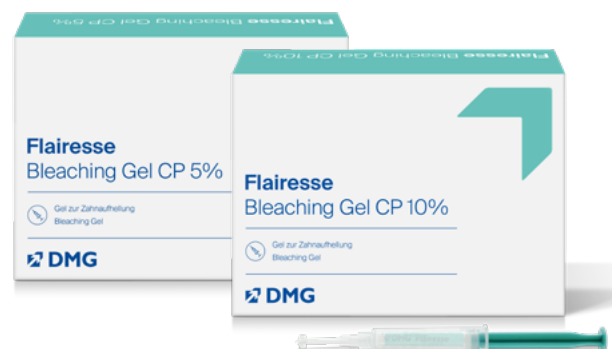 Flairesse Bleaching Gel CP 5%
Flairesse
Bleaching Gel CP 5%
Gel zur Zahnaufhellung
Bleaching Gel
DMG
Flairesse Bleaching Gel CP 10%
Flairesse
Bleaching Gel CP 10%
Gel zur Zahnaufhellung
Bleaching Gel
DMG
Flairesse